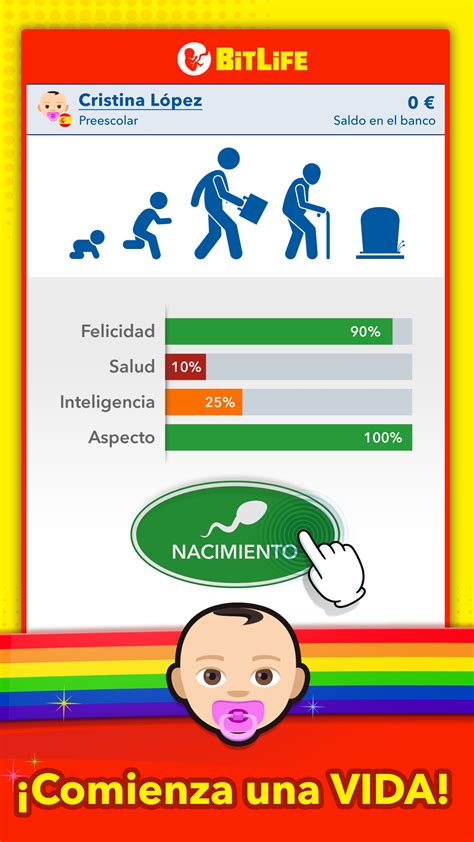 BITLIFE
Cristina López
0 €
Preescolar
Saldo en el banco
Felicidad 90%
Salud 10%
Inteligencia 25%
Aspecto 100%
NACIMIENTO
¡Comienza una VIDA!